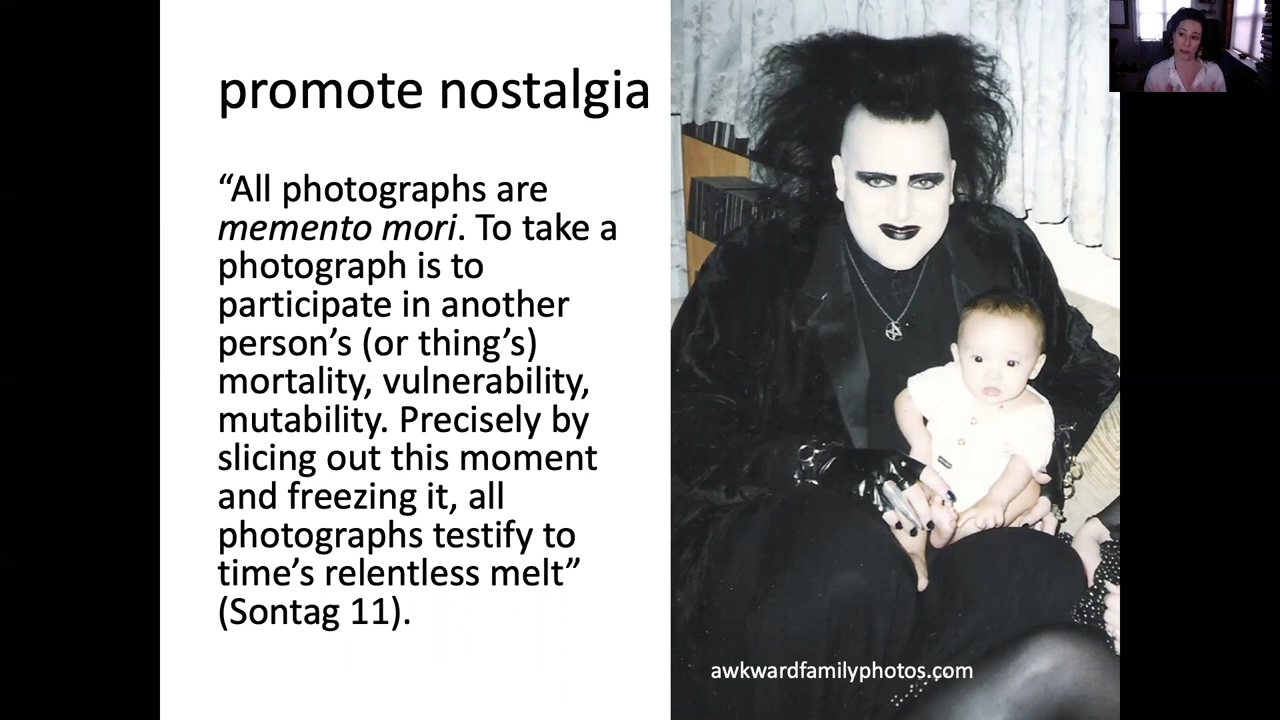 promote nostalgia
“All photographs are
memento mori. To take a
photograph is to
participate in another
person’s (or thing’s)
mortality, vulnerability,
mutability. Precisely by
slicing out this moment
and freezing it, all
photographs testify to
time’s relentless melt”
(Sontag 11).
awkwardfamilyphotos.com